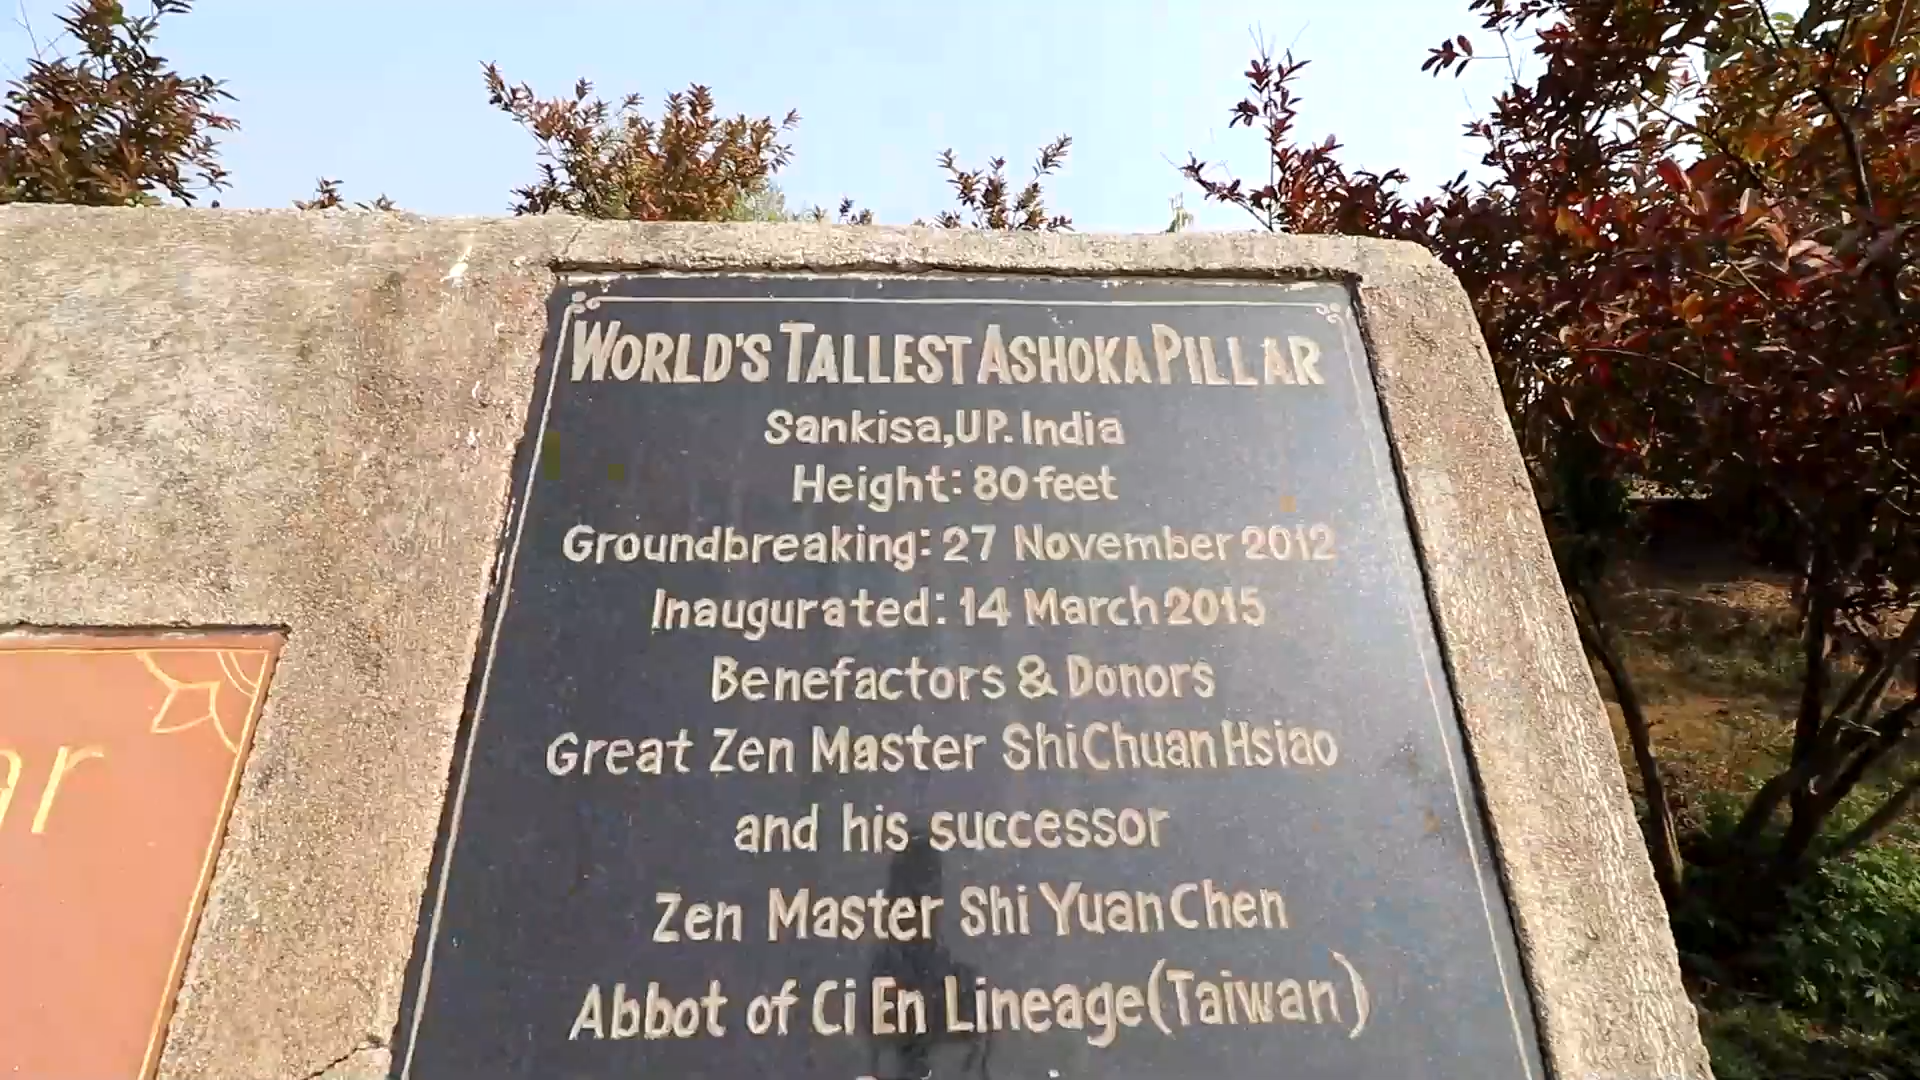 WORLD'S TALLEST ASHOKA PILLAR
Sankisa, UP. India
Height: 80 feet
Groundbreaking: 27 November 2012
Inaugurated: 14 March 2015
Benefactors & Donors
Great Zen Master Shi Chuan Hsiao
and his successor
Zen Master Shi Yuan Chen
Abbot of Ci En Lineage (Taiwan)